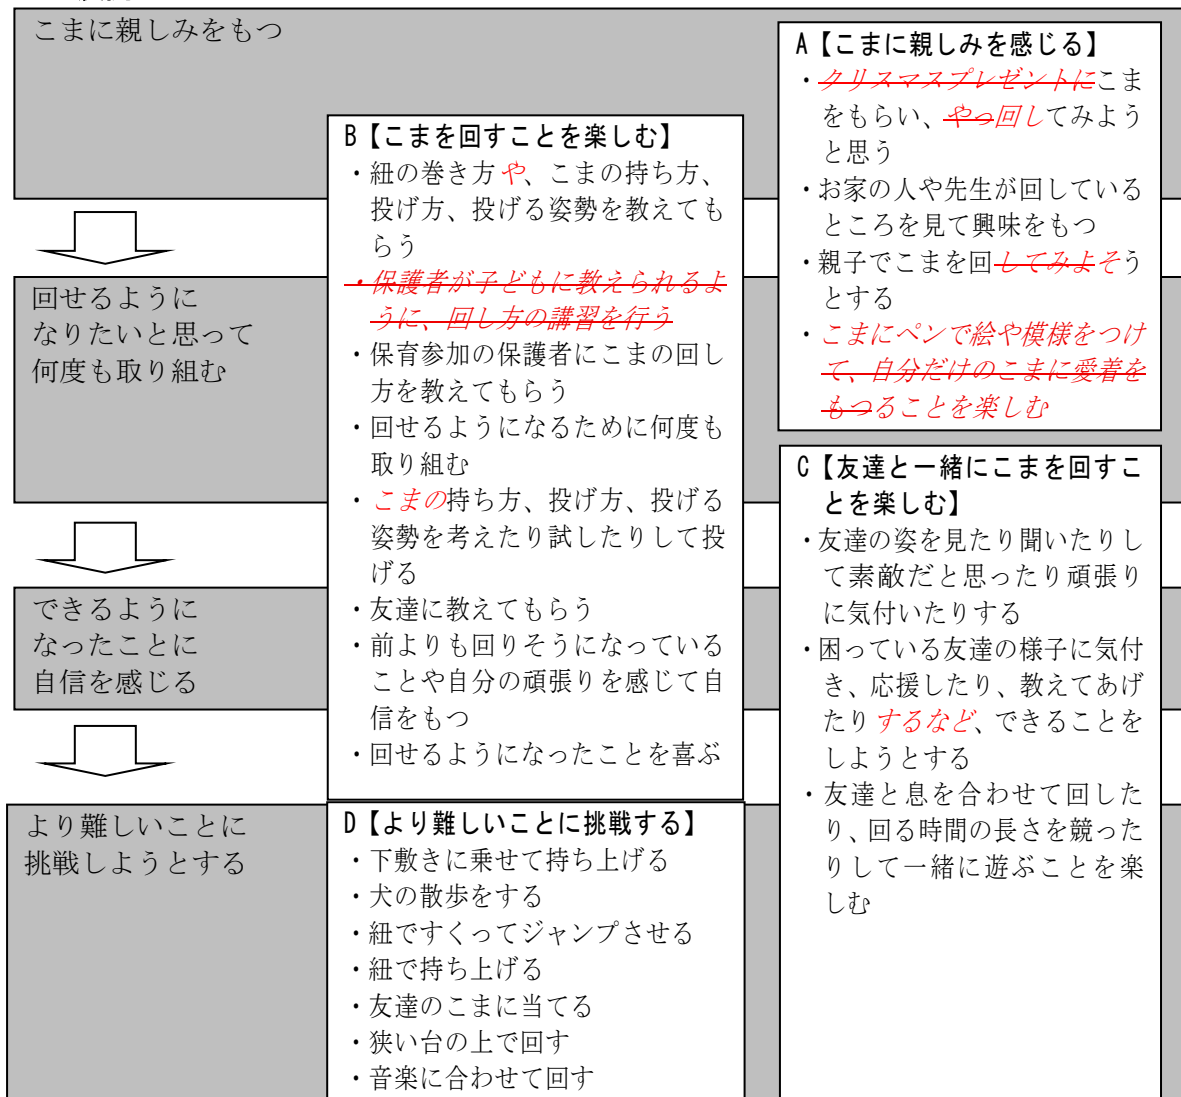 こまに親しみをもつ
回せるように
なりたいと思って
何度も取り組む
できるように
なったことに
自信を感じる
より難しいことに
挑戦しようとする
A【こまに親しみを感じる】
・クリスマスプレゼントにこま
をもらい、やっ回してみよう
と思う
・お家の人や先生が回している
ところを見て興味をもつ
・親子でこまを回してみよそう
とする
・こまにペンで絵や模様をつけ
て、自分だけのこまに愛着を
もつることを楽しむ
B【こまを回すことを楽しむ】
・紐の巻き方や、こまの持ち方、
投げ方、投げる姿勢を教えても
らう
・保護者が子どもに教えられるよ
うに、回し方の講習を行う
・保育参加の保護者にこまの回し
方を教えてもらう
・回せるようになるために何度も
取り組む
・こまの持ち方、投げ方、投げる
姿勢を考えたり試したりして投
げる
・友達に教えてもらう
・前よりも回りそうになっている
ことや自分の頑張りを感じて自
信をもつ
・回せるようになったことを喜ぶ
C【友達と一緒にこまを回すこ
とを楽しむ】
・友達の姿を見たり聞いたりし
て素敵だと思ったり頑張り
に気付いたりする
・困っている友達の様子に気付
き、応援したり、教えてあげ
たりするなど、できることを
しようとする
・友達と息を合わせて回した
り、回る時間の長さを競った
りして一緒に遊ぶことを楽
しむ
D【より難しいことに挑戦する】
・下敷きに乗せて持ち上げる
・犬の散歩をする
・紐ですくってジャンプさせる
・紐で持ち上げる
・友達のこまに当てる
・狭い台の上で回す
・音楽に合わせて回す